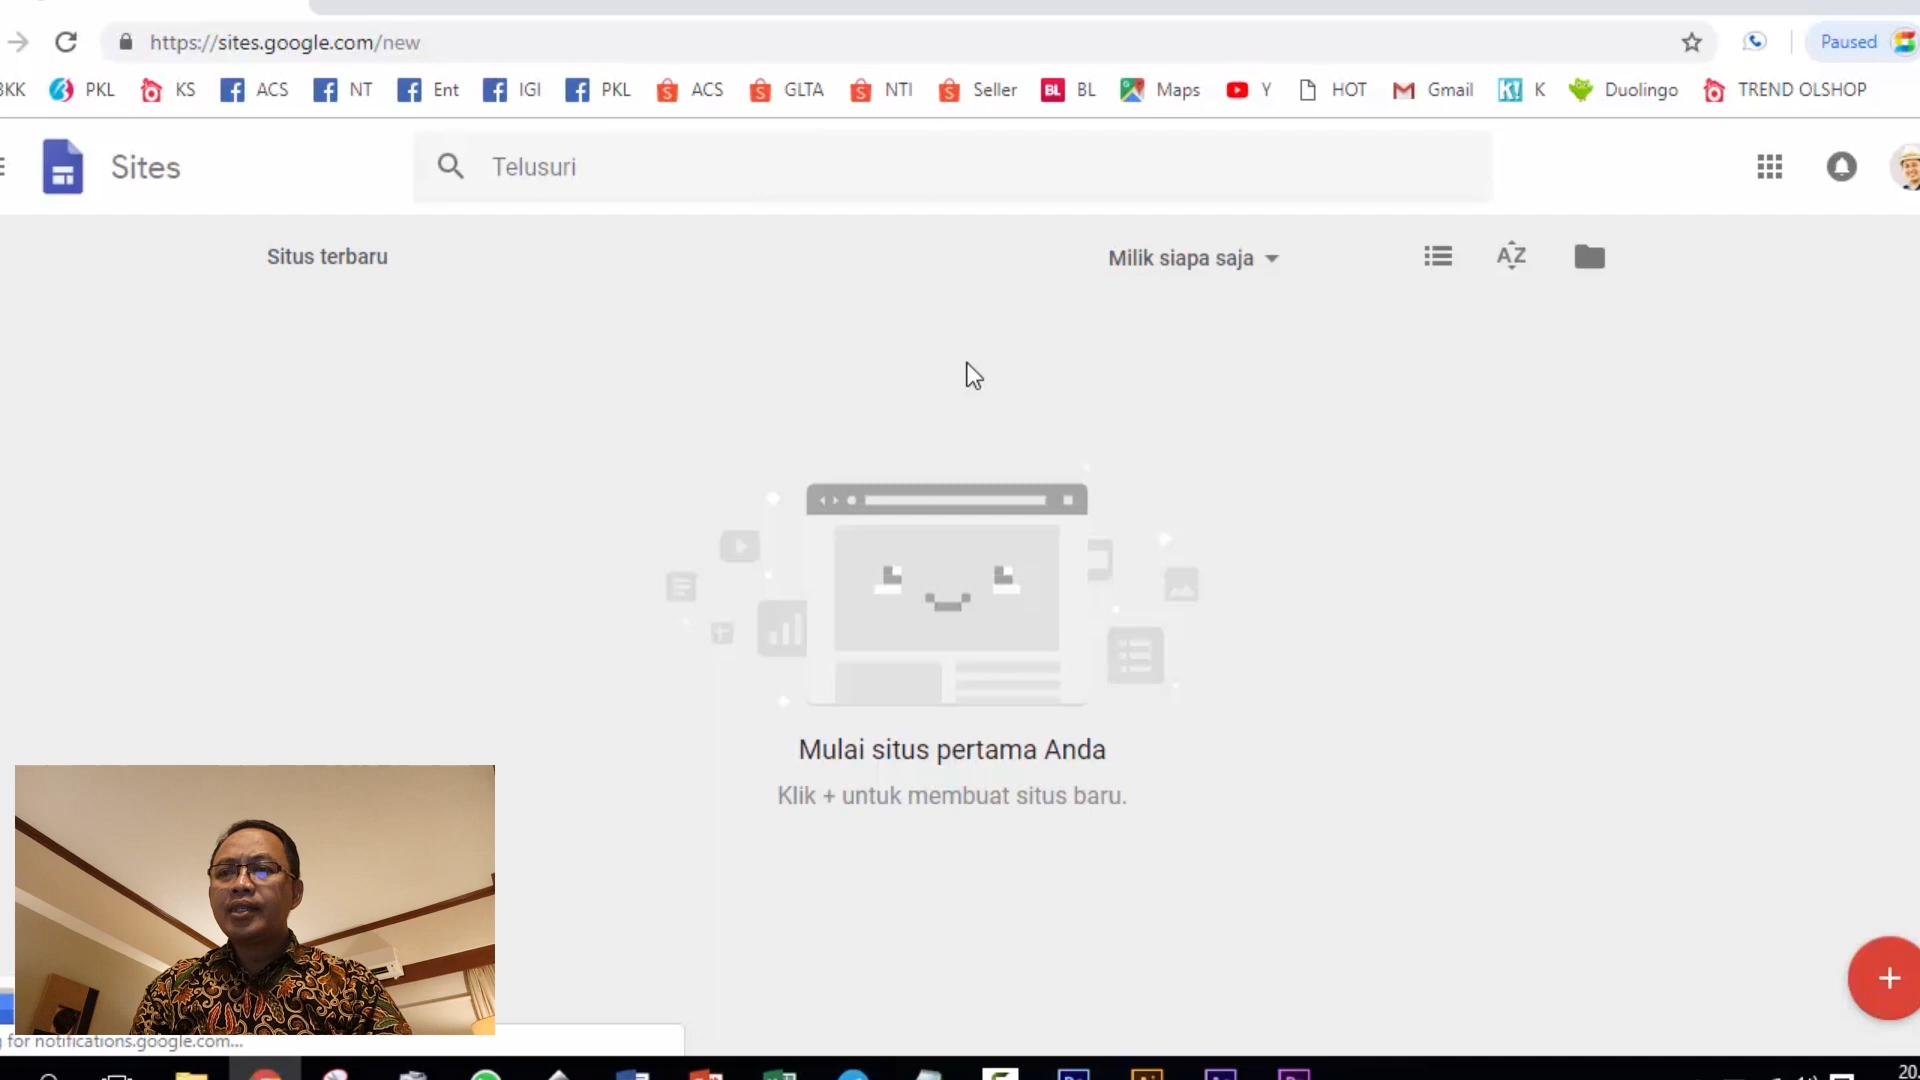 https://sites.google.com/new
Paused
BKK PKL KS ACS NT Ent IGI PKL ACS GLTA NTI Seller BL BL Maps Y HOT Gmail K! K Duolingo TREND OLSHOP
Sites
Telusuri
Situs terbaru
Milik siapa saja
AZ
Mulai situs pertama Anda
Klik + untuk membuat situs baru.
for notifications.google.com...
20.